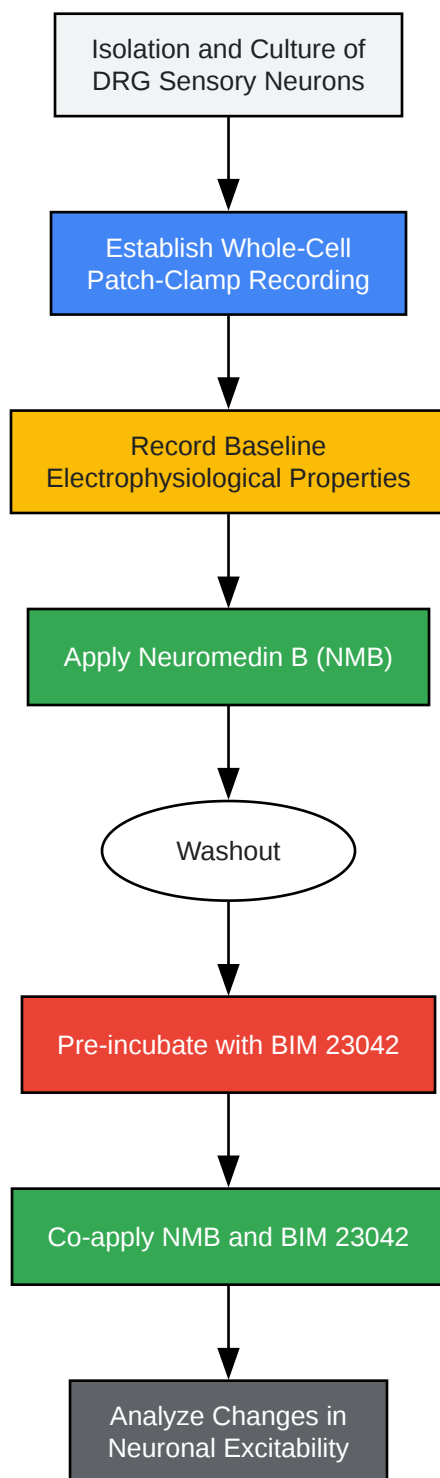 Isolation and Culture of
DRG Sensory Neurons
Establish Whole-Cell
Patch-Clamp Recording
Record Baseline
Electrophysiological Properties
Apply Neuromedin B (NMB)
Washout
Pre-incubate with BIM 23042
Co-apply NMB and BIM 23042
Analyze Changes in
Neuronal Excitability